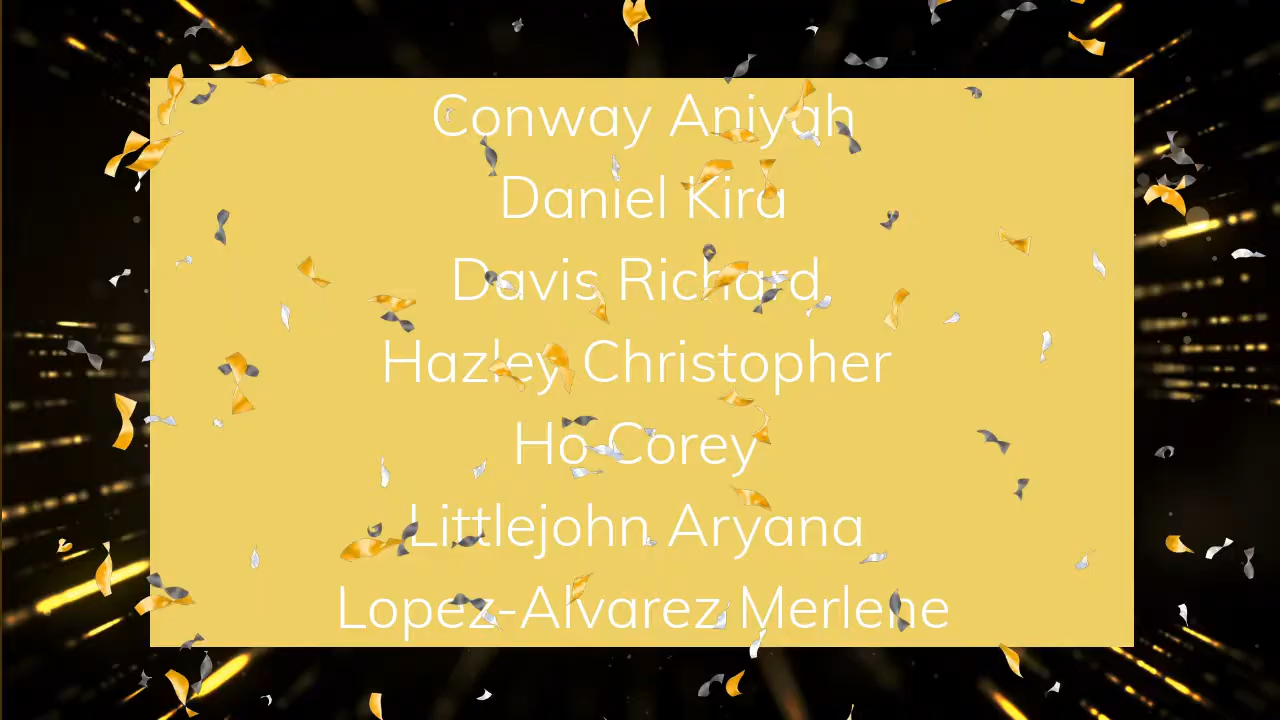 Conway Aniyah
Daniel Kira
Davis Richard
Hazley Christopher
Ho Corey
Littlejohn Aryana
Lopez-Alvarez Merlene